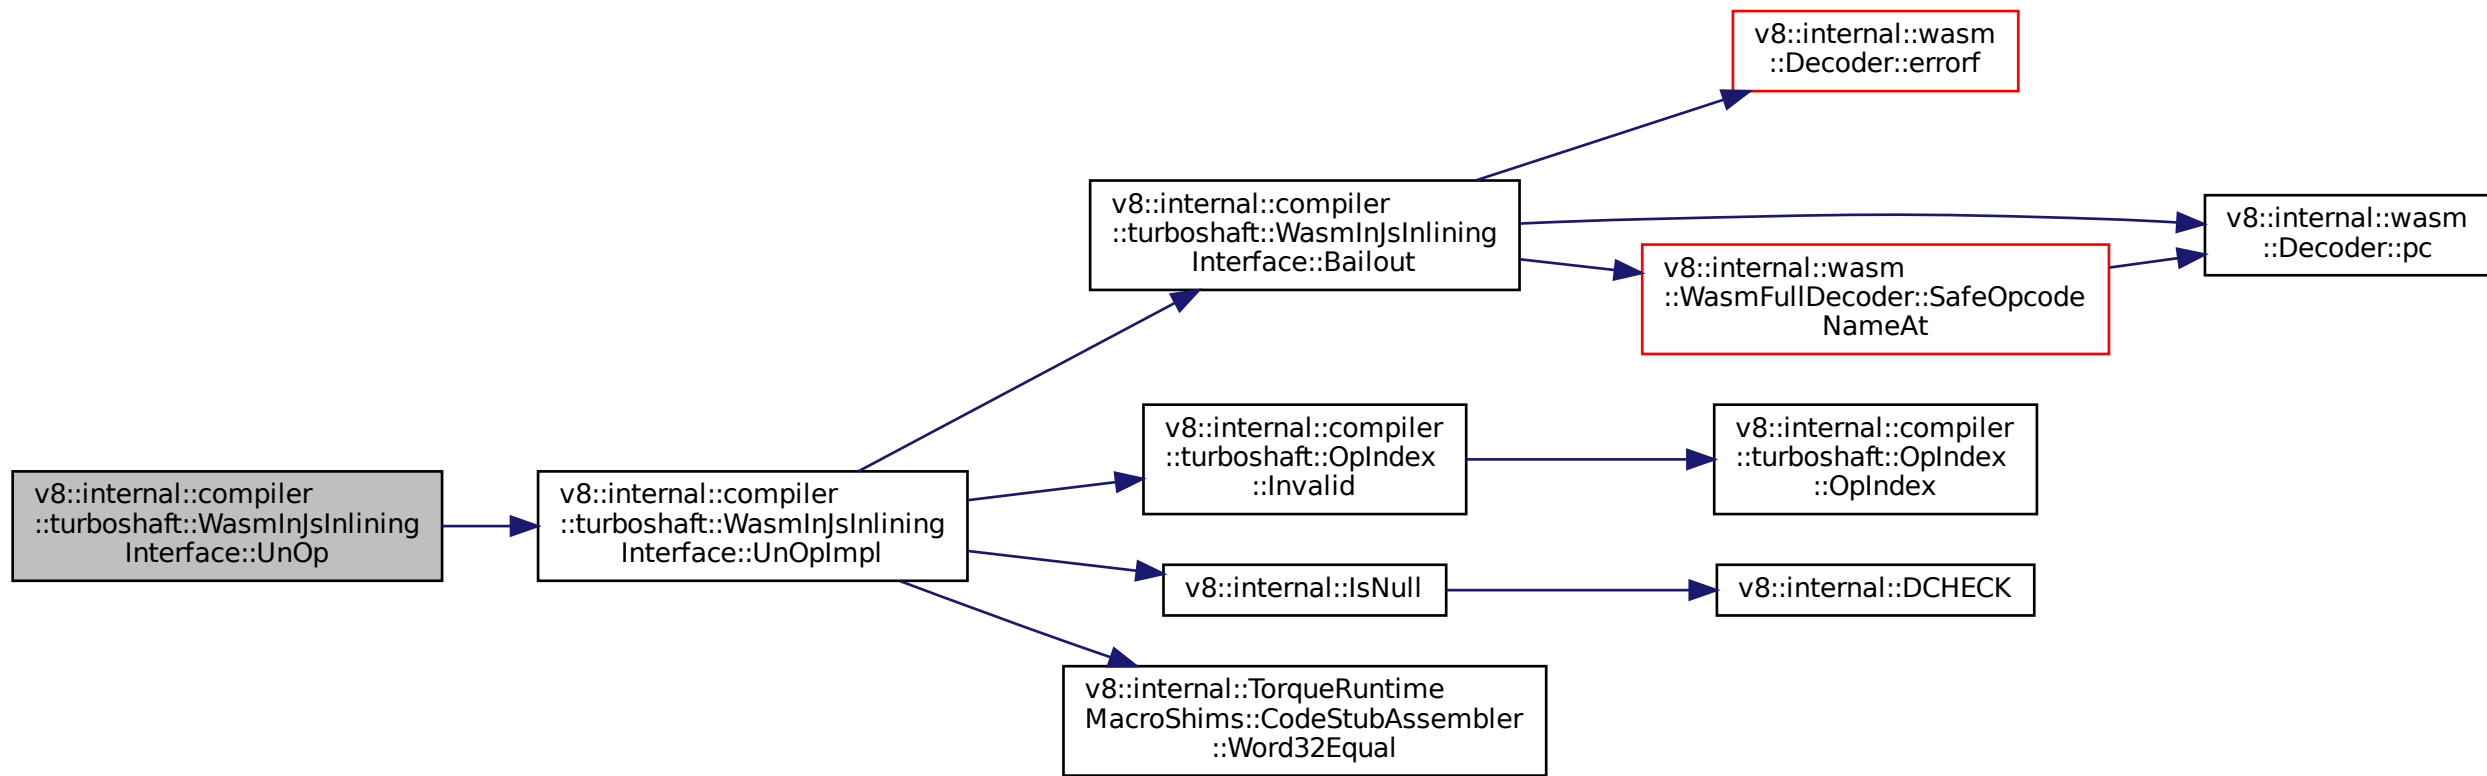 v8::internal::compiler
::turboshaft::WasmInJsInlining
Interface::UnOp
v8::internal::compiler
::turboshaft::WasmInJsInlining
Interface::UnOpImpl
v8::internal::compiler
::turboshaft::WasmInJsInlining
Interface::Bailout
v8::internal::wasm
::Decoder::errorf
v8::internal::wasm
::Decoder::pc
v8::internal::wasm
::WasmFullDecoder::SafeOpcode
NameAt
v8::internal::compiler
::turboshaft::OpIndex
::Invalid
v8::internal::compiler
::turboshaft::OpIndex
::OpIndex
v8::internal::IsNull
v8::internal::DCHECK
v8::internal::TorqueRuntime
MacroShims::CodeStubAssembler
::Word32Equal